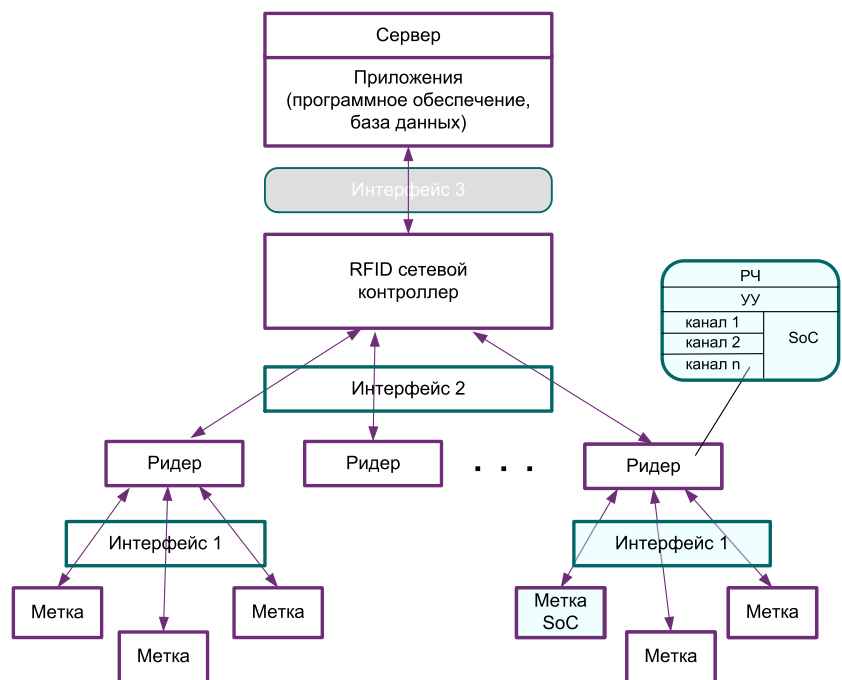 Сервер
Приложения
(программное обеспечение,
база данных)
Интерфейс 3
RFID сетевой
контроллер
РЧ
УУ
канал 1
канал 2
канал n
SoC
Интерфейс 2
Ридер
Ридер
. . .
Ридер
Интерфейс 1
Интерфейс 1
Метка
Метка
Метка
Метка
SoC
Метка
Метка